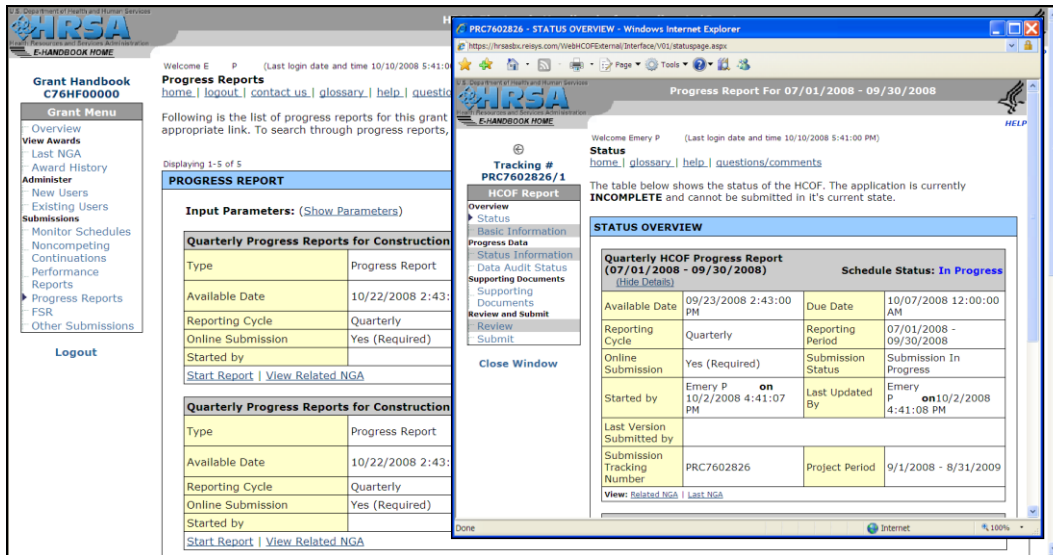 U.S. Department of Health and Human Services
HRSA
Health Resources and Services Administration
E-HANDBOOK HOME
H
Grant Handbook
C76HF00000
Grant Menu
Overview
View Awards
Last NGA
Award History
Administer
New Users
Existing Users
Submissions
Monitor Schedules
Noncompeting
Continuations
Performance
Reports
Progress Reports
FSR
Other Submissions
Logout
Welcome E P (Last login date and time 10/10/2008 5:41:0
Progress Reports
home | logout | contact us | glossary | help | questio
Following is the list of progress reports for this grant
appropriate link. To search through progress reports,
Displaying 1-5 of 5
PROGRESS REPORT
Input Parameters: (Show Parameters)
Quarterly Progress Reports for Construction
Type Progress Report
Available Date 10/22/2008 2:43:
Reporting Cycle Quarterly
Online Submission Yes (Required)
Started by
Start Report | View Related NGA
Quarterly Progress Reports for Construction
Type Progress Report
Available Date 10/22/2008 2:43:
Reporting Cycle Quarterly
Online Submission Yes (Required)
Started by
Start Report | View Related NGA
PRC7602826 - STATUS OVERVIEW - Windows Internet Explorer
https://hrsasbx.reisys.com/WebHCOFExternal/Interface/V01/statuspage.aspx
Page Tools
U.S. Department of Health and Human Services
HRSA
Health Resources and Services Administration
E-HANDBOOK HOME
Progress Report For 07/01/2008 - 09/30/2008
HELP
Tracking #
PRC7602826/1
HCOF Report
Overview
Status
Basic Information
Progress Data
Status Information
Data Audit Status
Supporting Documents
Supporting
Documents
Review and Submit
Review
Submit
Close Window
Welcome Emery P (Last login date and time 10/10/2008 5:41:00 PM)
Status
home | glossary | help | questions/comments
The table below shows the status of the HCOF. The application is currently
INCOMPLETE and cannot be submitted in it's current state.
STATUS OVERVIEW
Quarterly HCOF Progress Report
(07/01/2008 - 09/30/2008) Schedule Status: In Progress
(Hide Details)
Available Date 09/23/2008 2:43:00 PM Due Date 10/07/2008 12:00:00 AM
Reporting Cycle Quarterly Reporting Period 07/01/2008 - 09/30/2008
Online Submission Yes (Required) Submission Status Submission In Progress
Started by Emery P on 10/2/2008 4:41:07 PM Last Updated By Emery P on10/2/2008 4:41:08 PM
Last Version Submitted by
Submission Tracking Number PRC7602826 Project Period 9/1/2008 - 8/31/2009
View: Related NGA | Last NGA
Done Internet 100%